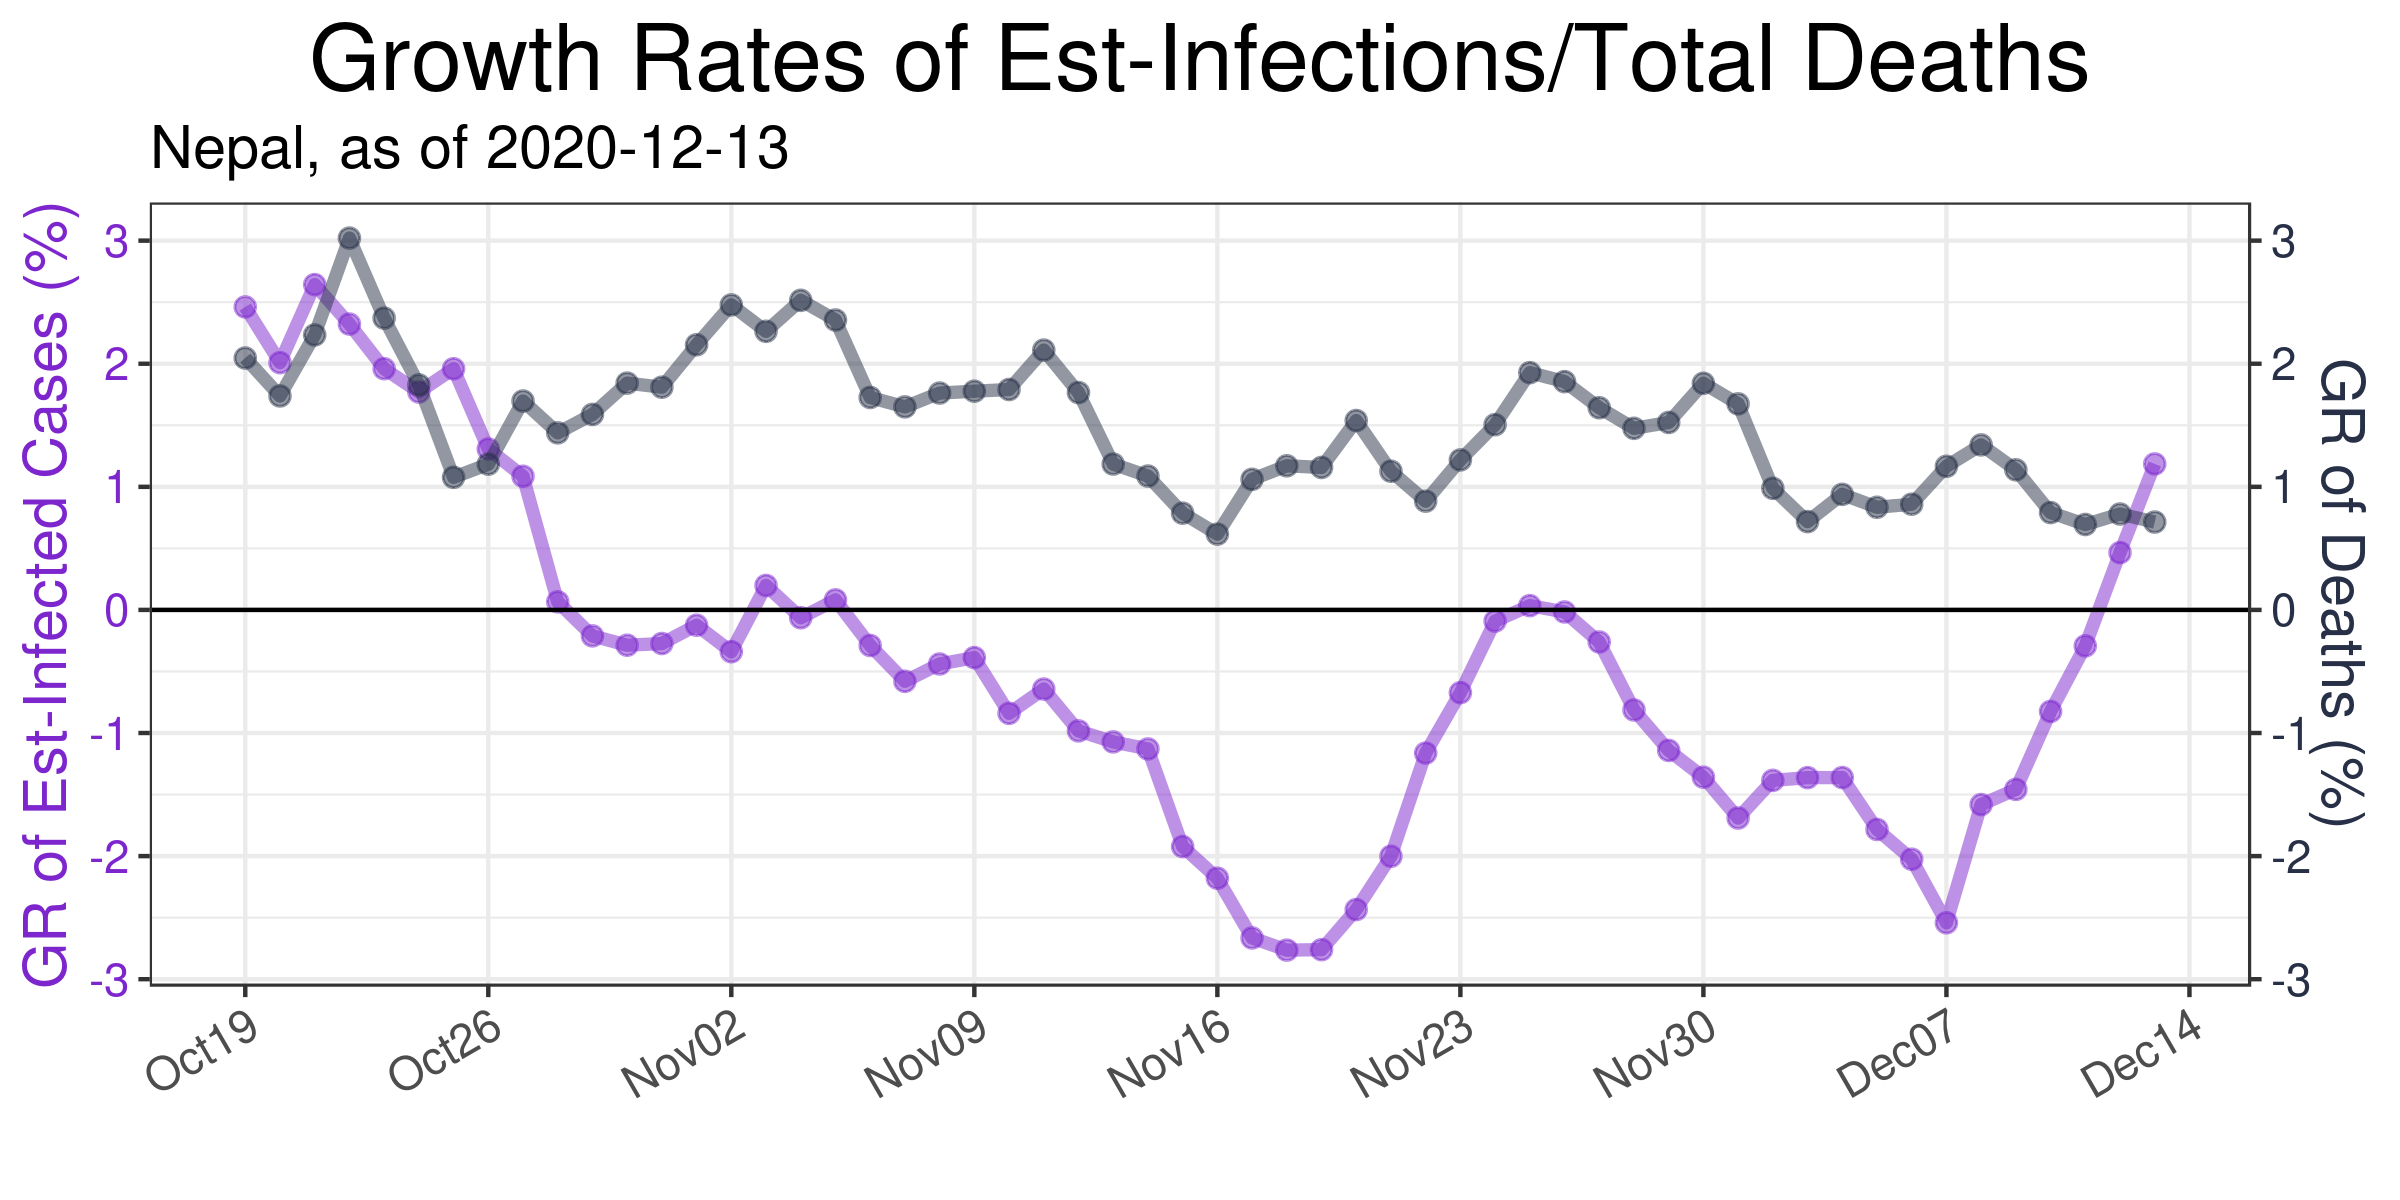 Growth Rates of Est-Infections/Total Deaths
Nepal, as of 2020-12-13
GR of Est-Infected Cases (%)
3
2
1
0
-1
-2
-3
3
2
1
0
-1
-2
-3
GR of Deaths (%)
Oct19
Oct26
Nov02
Nov09
Nov16
Nov23
Nov30
Dec07
Dec14